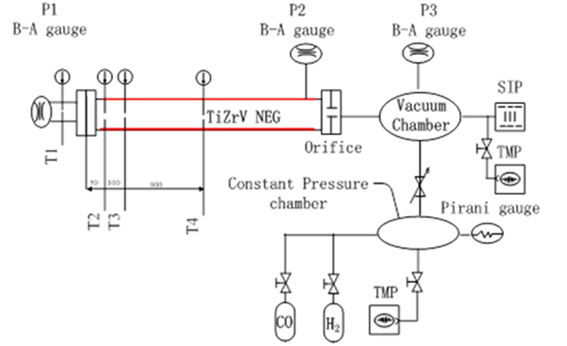 P1
B-A gauge
P2
B-A gauge
P3
B-A gauge
SIP
TiZrV NEG
Orifice
Vacuum
Chamber
TMP
T1
50
100
800
T2
T3
T4
Constant Pressure
chamber
Pirani gauge
CO
H₂
TMP